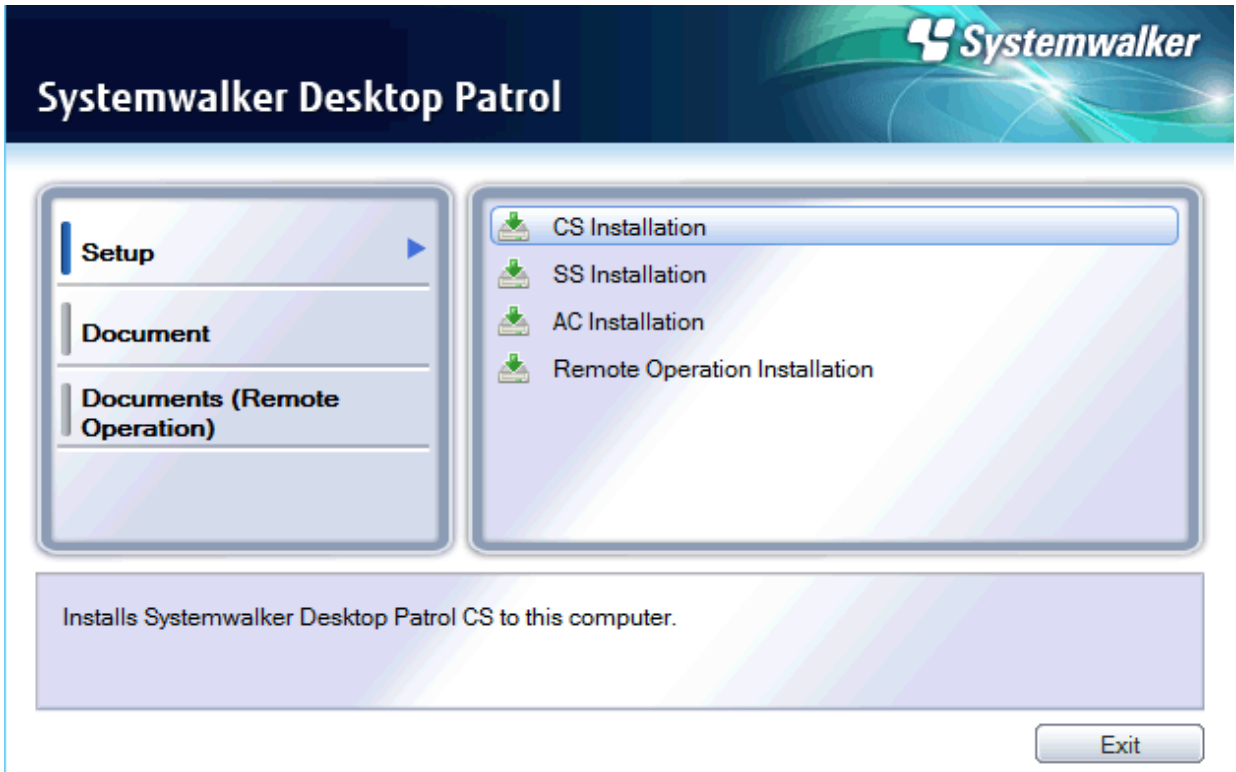 Systemwalker
Systemwalker Desktop Patrol
Setup
Document
Documents (Remote
Operation)
CS Installation
SS Installation
AC Installation
Remote Operation Installation
Installs Systemwalker Desktop Patrol CS to this computer.
Exit